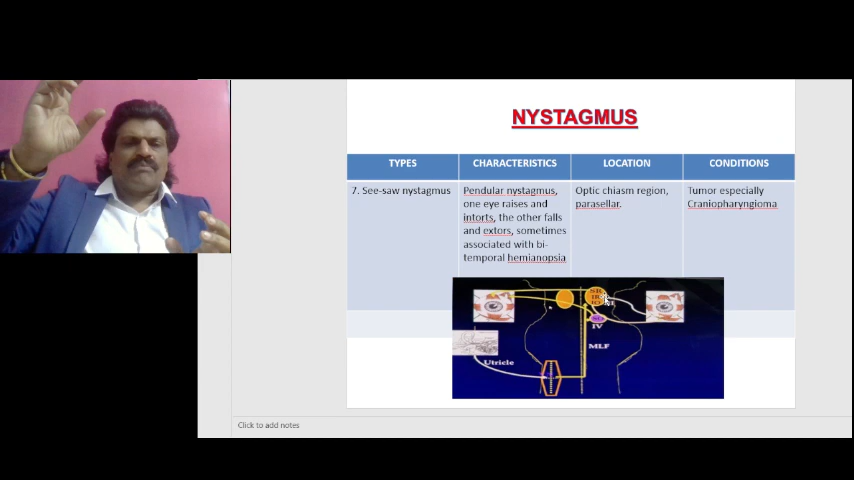 NYSTAGMUS
TYPES
CHARACTERISTICS
LOCATION
CONDITIONS
7. See-saw nystagmus
Pendular nystagmus,
one eye raises and
intorts, the other falls
and extors, sometimes
associated with bi-
temporal hemianopsia
Optic chiasm region,
parasellar.
Tumor especially
Craniopharyngioma
SR
IR
IV
MLF
Utricle
Click to add notes